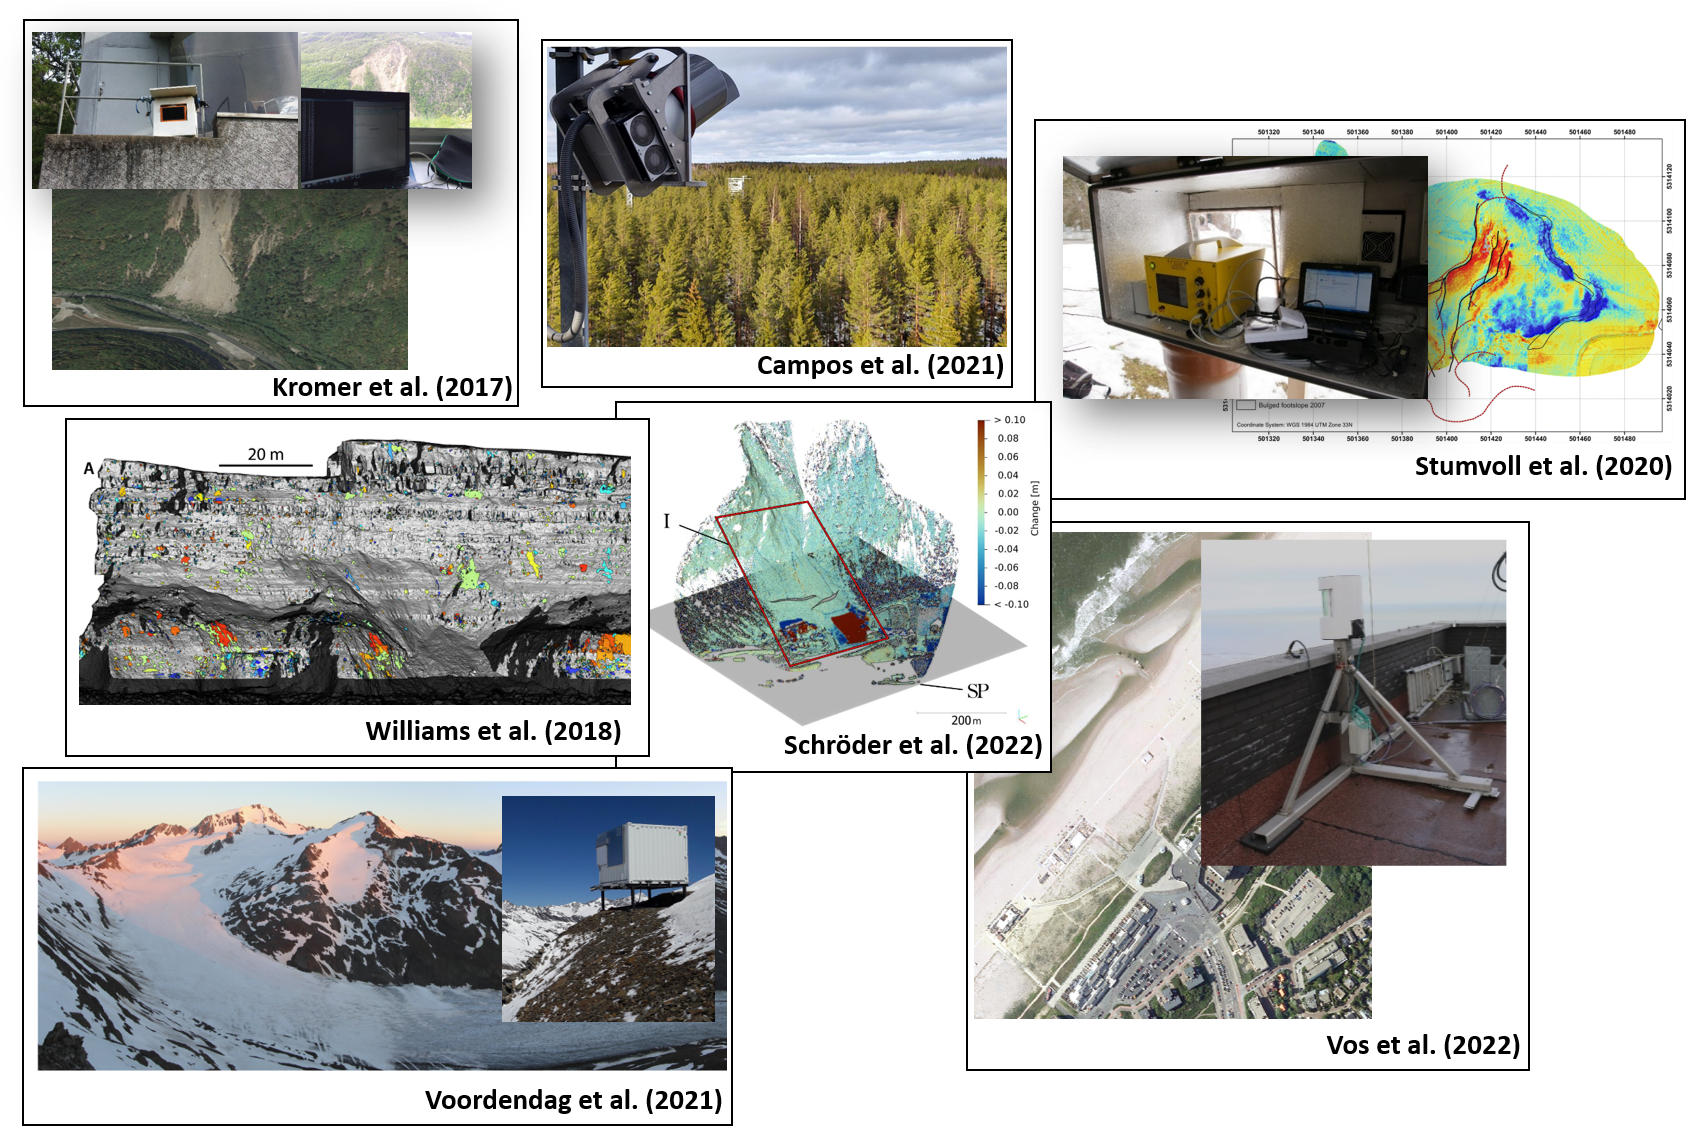 Kromer et al. (2017)
Campos et al. (2021)
501320 501340 501360 501380 501400 501420 501440 501460 501480
5314120
5314100
5314080
5314060
5314040
5314020
Bulged footslope 2007
Coordinate System: WGS 1984 UTM Zone 33N
501320 501340 501360 501380 501400 501420 501440 501460 501480
Stumvoll et al. (2020)
A
20 m
Williams et al. (2018)
I
SP
200 m
> 0.10
0.08
0.06
0.04
0.02
0.00
-0.02
-0.04
-0.06
-0.08
< -0.10
Change [m]
Schröder et al. (2022)
Voordendag et al. (2021)
Vos et al. (2022)